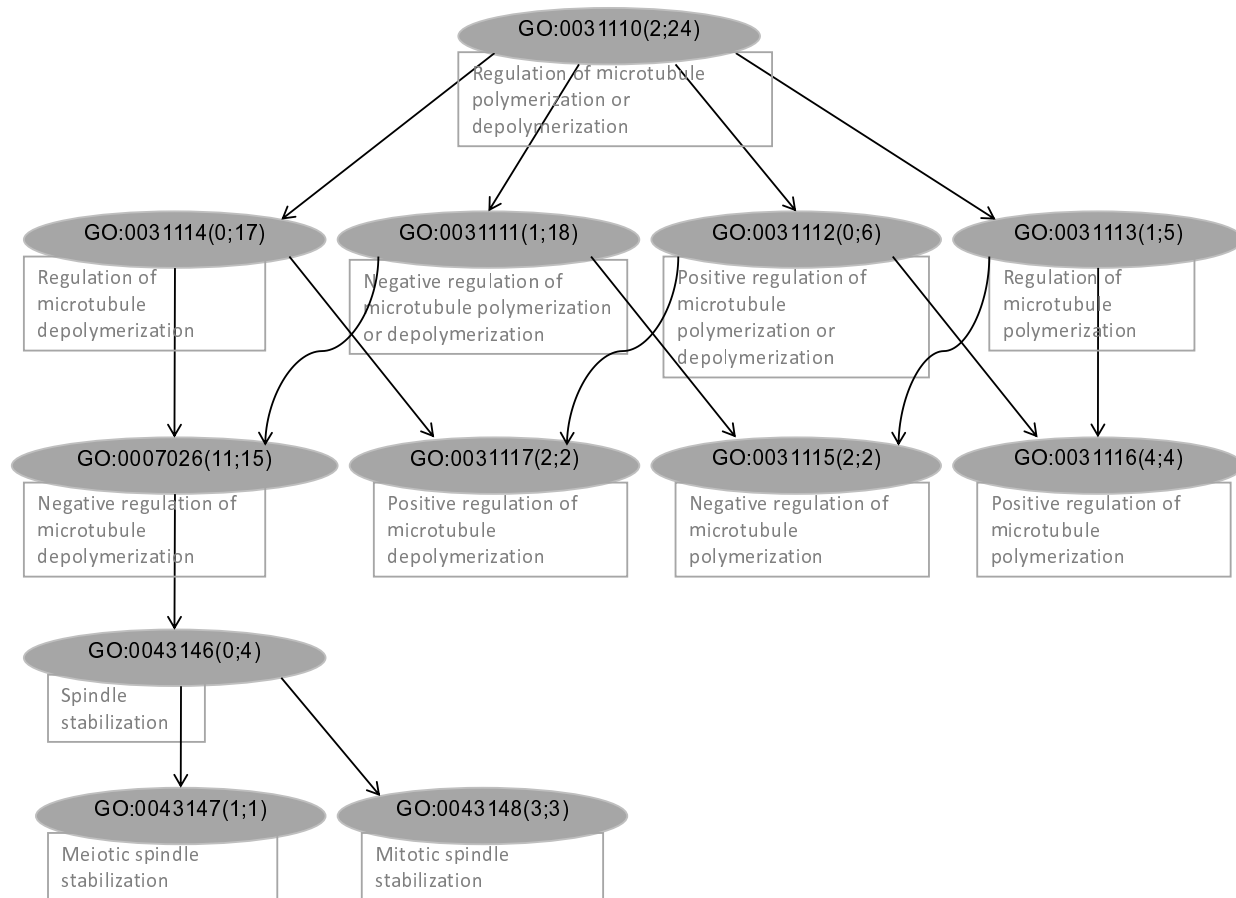 GO:0031110(2;24)
Regulation of microtubule
polymerization or
depolymerization
GO:0031114(0;17)
Regulation of
microtubule
depolymerization
GO:0031111(1;18)
Negative regulation of
microtubule polymerization
or depolymerization
GO:0031112(0;6)
Positive regulation of
microtubule
polymerization or
depolymerization
GO:0031113(1;5)
Regulation of
microtubule
polymerization
GO:0007026(11;15)
Negative regulation of
microtubule
depolymerization
GO:0031117(2;2)
Positive regulation of
microtubule
depolymerization
GO:0031115(2;2)
Negative regulation of
microtubule
polymerization
GO:0031116(4;4)
Positive regulation of
microtubule
polymerization
GO:0043146(0;4)
Spindle
stabilization
GO:0043147(1;1)
Meiotic spindle
stabilization
GO:0043148(3;3)
Mitotic spindle
stabilization